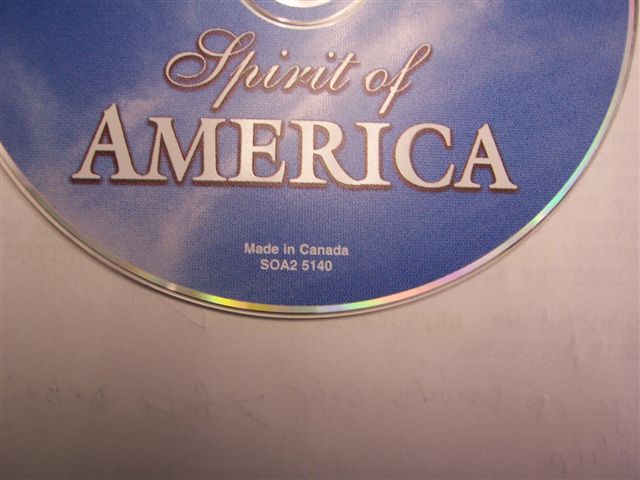 Spirit of
AMERICA
Made in Canada
SOA2 5140